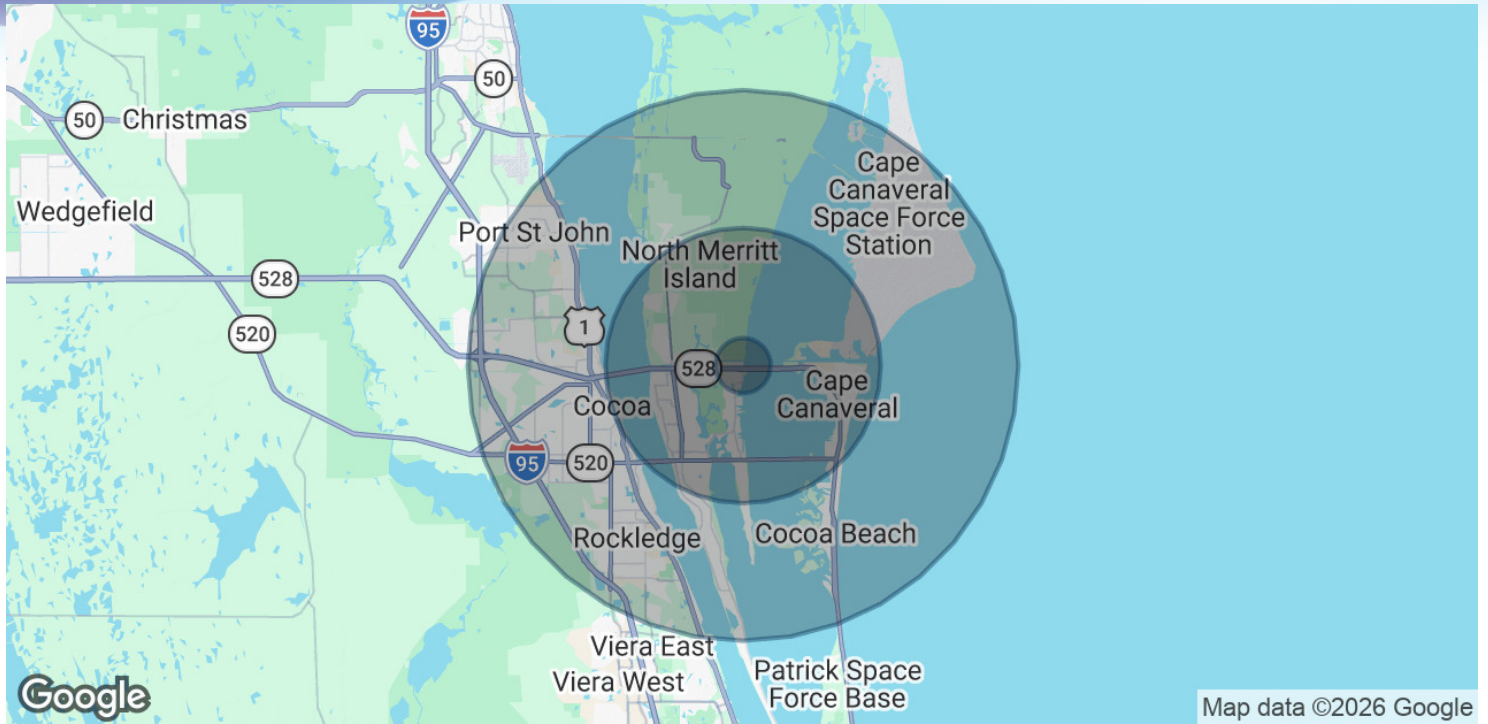 95
50
50
Christmas
Cape
Canaveral
Space Force
Station
Wedgefield
Port St John
North Merritt
Island
528
520
1
528
Cape
Canaveral
Cocoa
95
520
Rockledge
Cocoa Beach
Viera East
Viera West
Patrick Space
Force Base
Google
Map data ©2026 Google